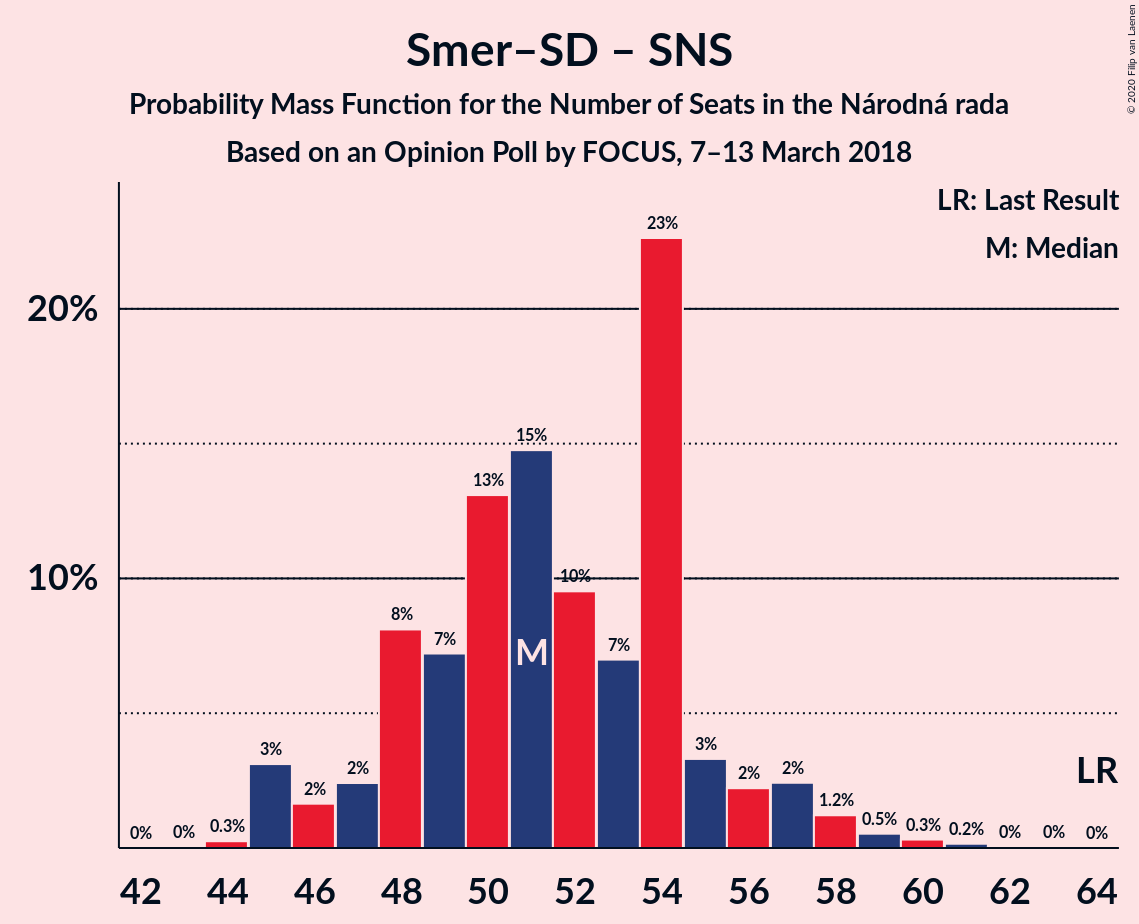 Smer–SD – SNS
Probability Mass Function for the Number of Seats in the Národná rada
Based on an Opinion Poll by FOCUS, 7–13 March 2018
© 2020 Filip van Laenen
LR: Last Result
M: Median
20%
10%
0% 0% 0.3% 3% 2% 2% 8% 7% 13% 15% 10% 7% 23% 3% 2% 2% 1.2% 0.5% 0.3% 0.2% 0% 0% 0%
M
LR
42 44 46 48 50 52 54 56 58 60 62 64